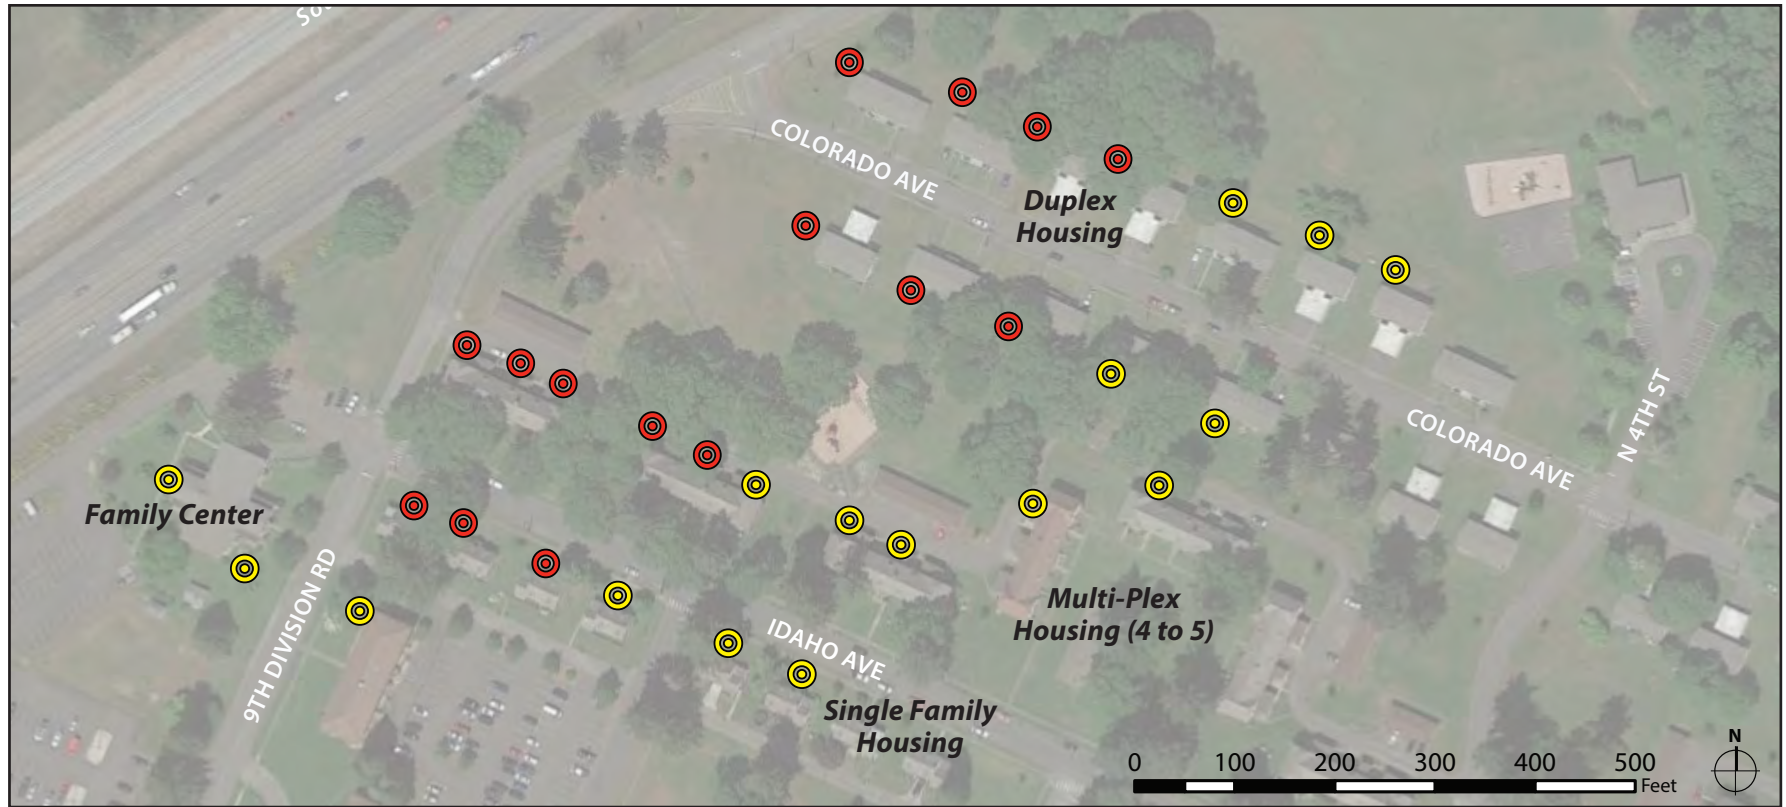 COLORADO AVE
Duplex
Housing
COLORADO AVE
N 4TH ST
Family Center
9TH DIVISION RD
Multi-Plex
Housing (4 to 5)
IDAHO AVE
Single Family
Housing
N
0 100 200 300 400 500
Feet